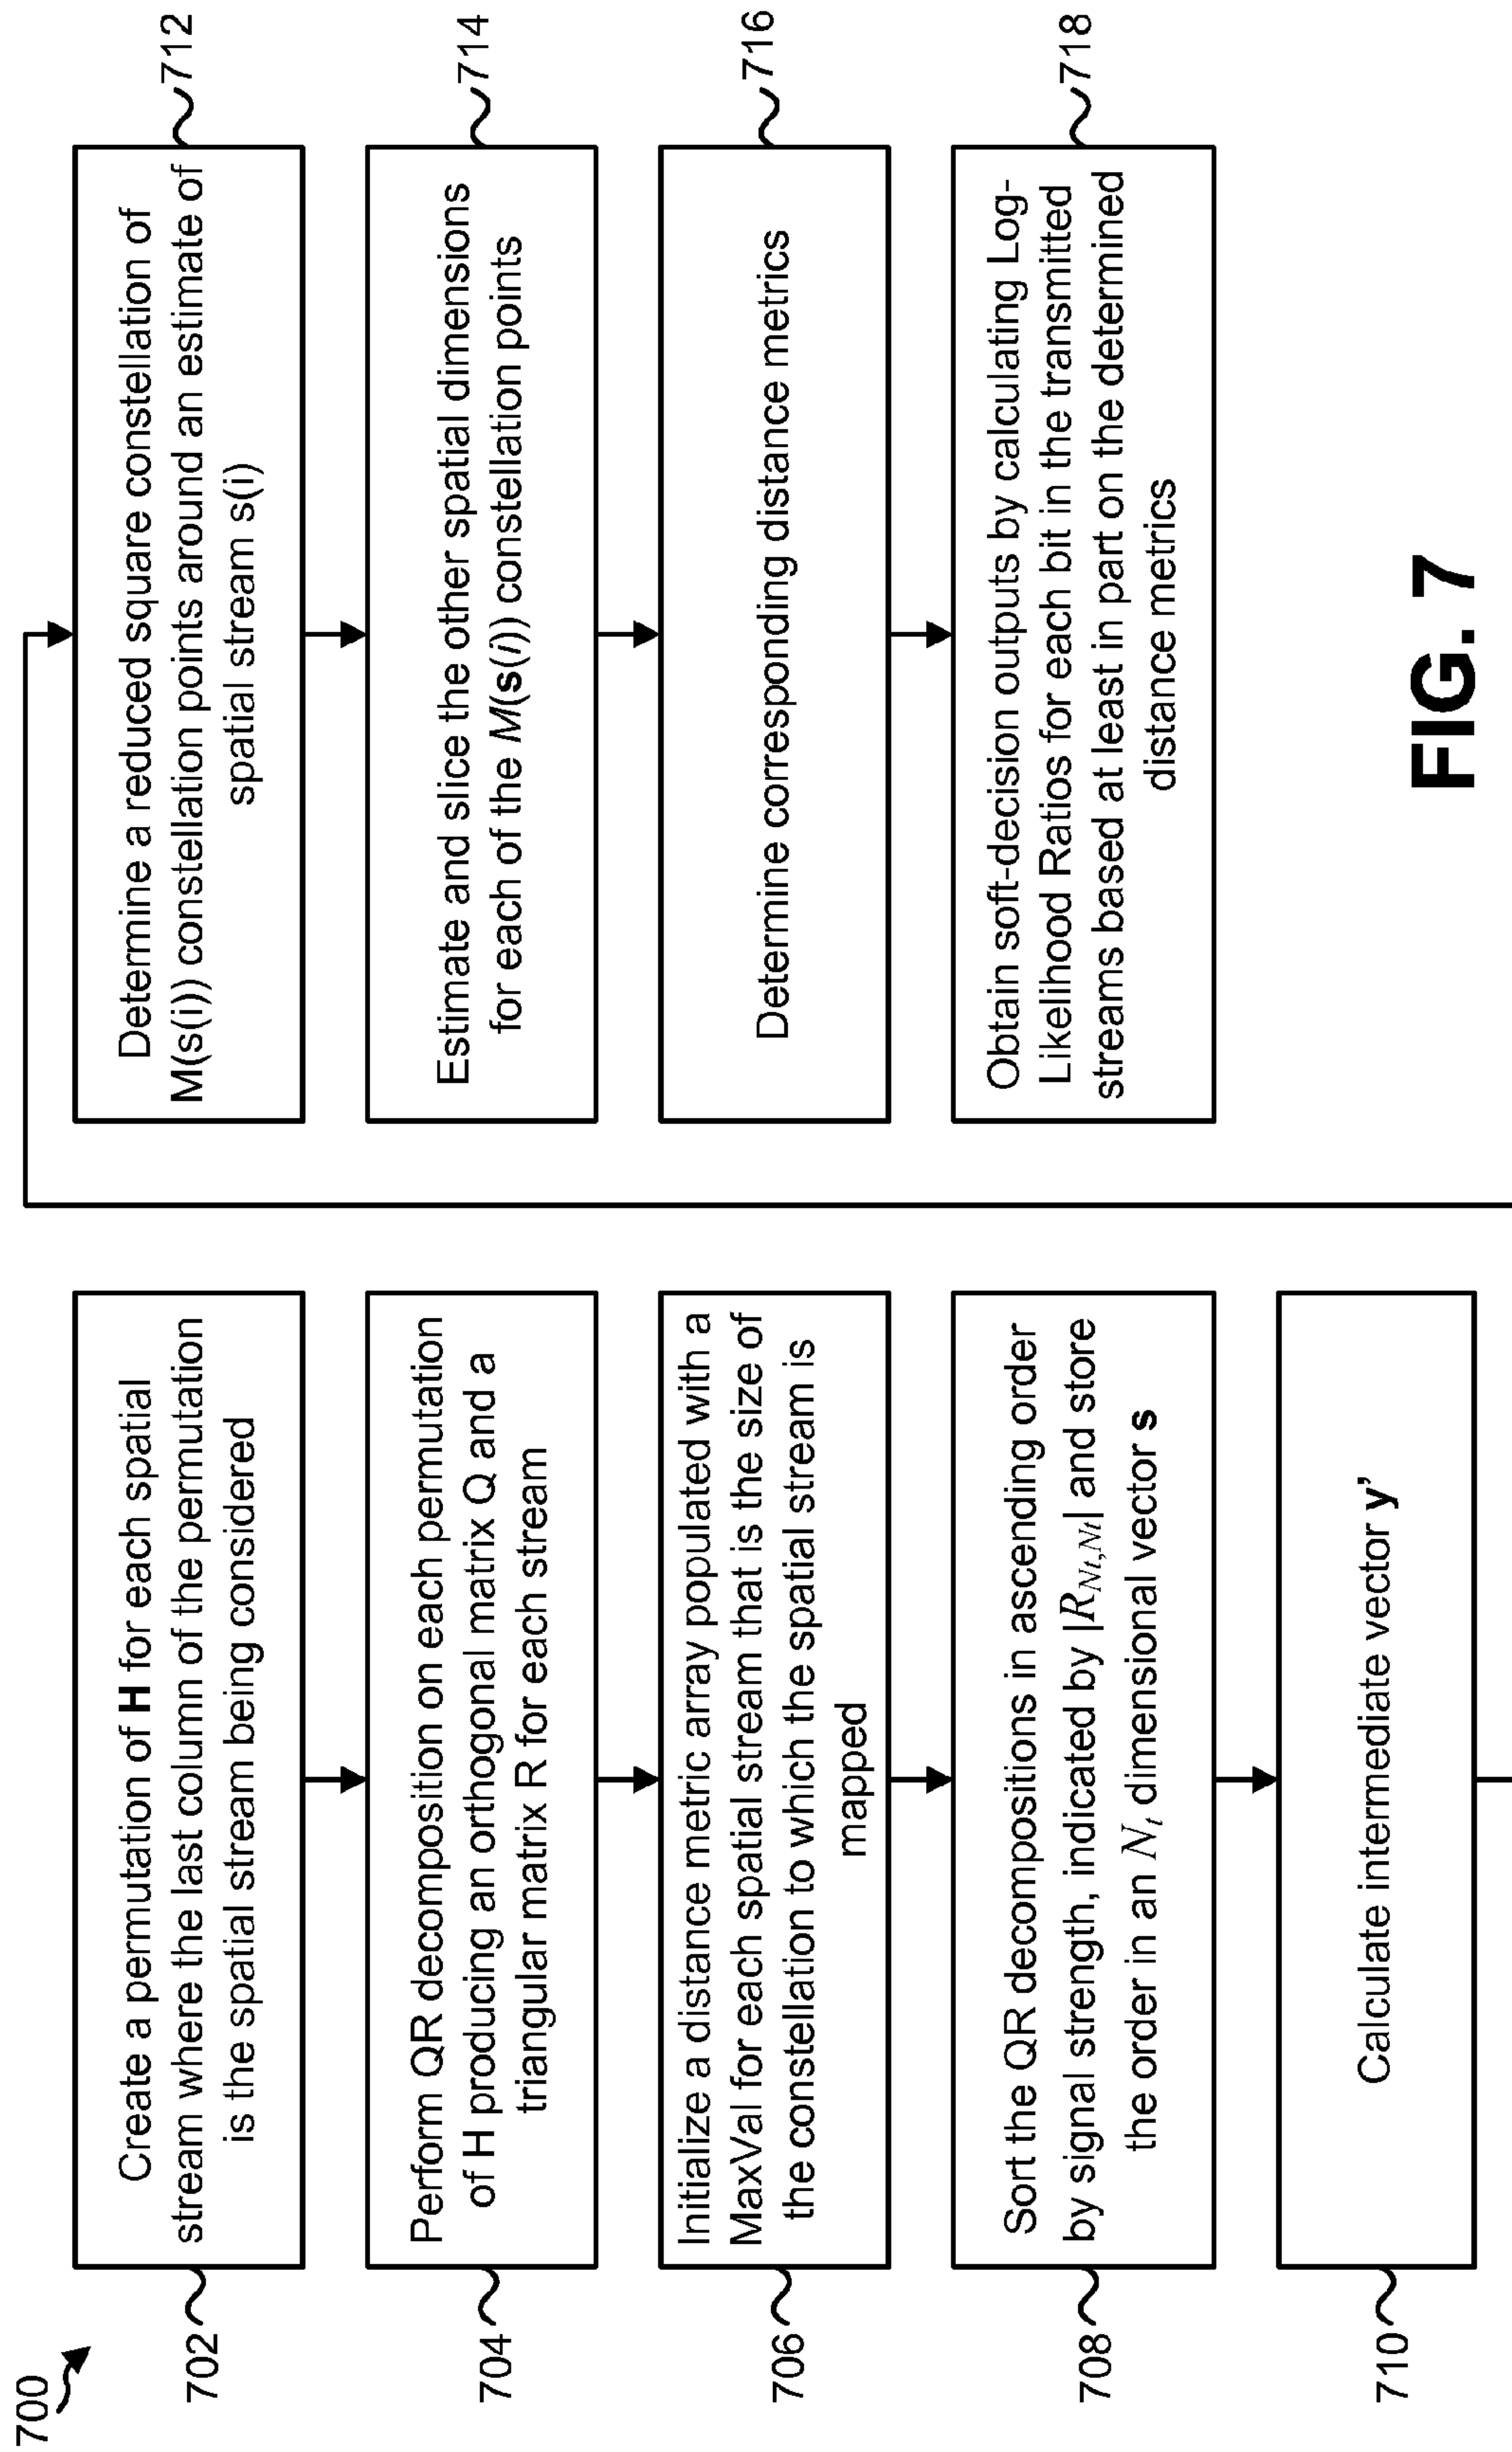 700
702
Create a permutation of H for each spatial
stream where the last column of the permutation
is the spatial stream being considered
704
Perform QR decomposition on each permutation
of H producing an orthogonal matrix Q and a
triangular matrix R for each stream
706
Initialize a distance metric array populated with a
MaxVal for each spatial stream that is the size of
the constellation to which the spatial stream is
mapped
708
Sort the QR decompositions in ascending order
by signal strength, indicated by |R_{Nt,Nt}| and store
the order in an N_t dimensional vector s
710
Calculate intermediate vector y'
712
Determine a reduced square constellation of
M(s(i)) constellation points around an estimate of
spatial stream s(i)
714
Estimate and slice the other spatial dimensions
for each of the M(s(i)) constellation points
716
Determine corresponding distance metrics
718
Obtain soft-decision outputs by calculating Log-
Likelihood Ratios for each bit in the transmitted
streams based at least in part on the determined
distance metrics
FIG. 7